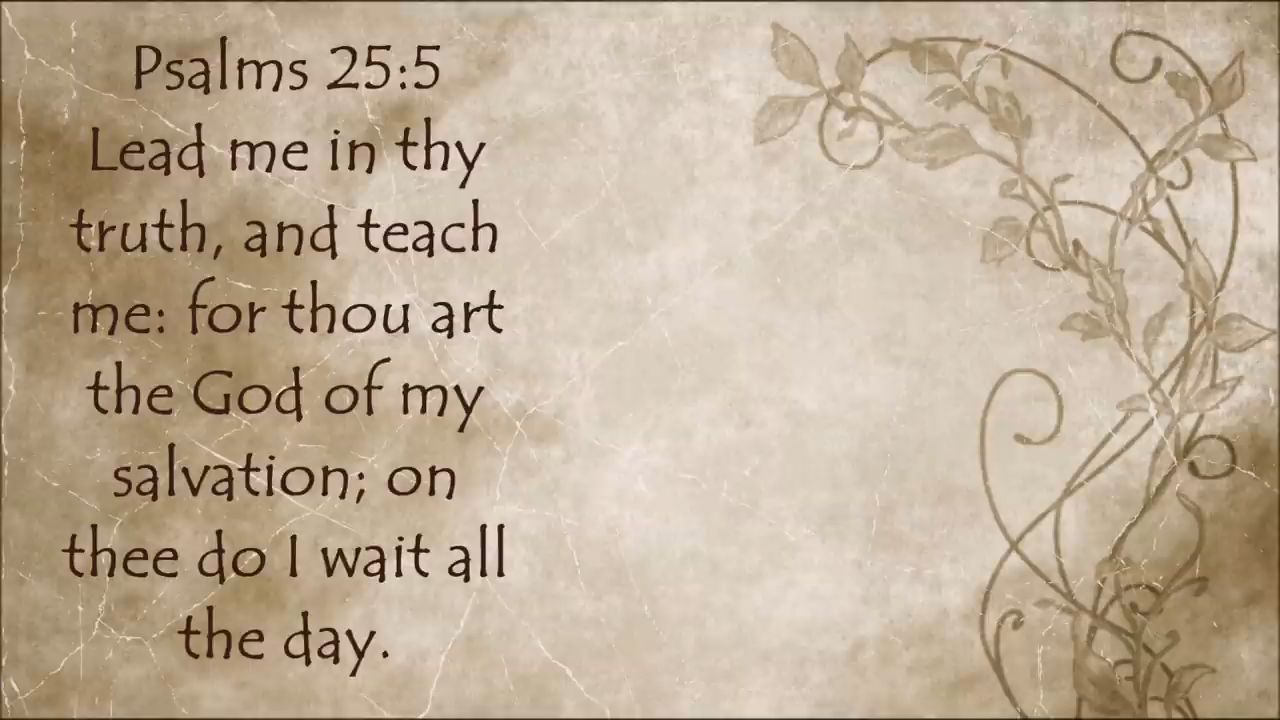 Psalms 25:5
Lead me in thy
truth, and teach
me: for thou art
the God of my
salvation; on
thee do I wait all
the day.